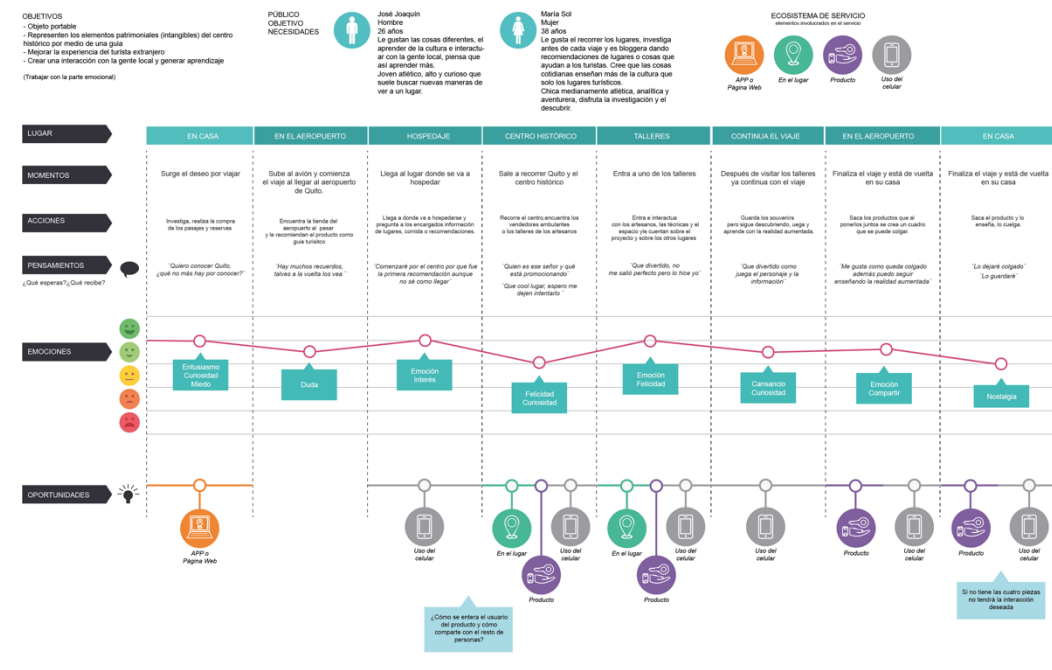 OBJETIVOS
- Objeto portable
- Representen los elementos patrimoniales (intangibles) del centro
histórico por medio de una guia
- Mejorar la experiencia del turista extranjero
- Crear una interacción con la gente local y generar aprendizaje
(Trabajar con la parte emocional)
PÚBLICO
OBJETIVO
NECESIDADES
José Joaquín
Hombre
26 años
Le gustan las cosas diferentes, el
aprender de la cultura e interactu-
ar con la gente local, piensa que
así aprender más.
Joven atlético, alto y curioso que
suele buscar nuevas maneras de
ver a un lugar.
María Sol
Mujer
38 años
Le gusta el recorrer los lugares, investiga
antes de cada viaje y es bloggera dando
recomendaciones de lugares o cosas que
ayudan a los turistas. Cree que las cosas
cotidianas enseñan más de la cultura que
solo los lugares turísticos.
Chica medianamente atlética, analítica y
aventurera, disfruta la investigación y el
descubrir.
ECOSISTEMA DE SERVICIO
elementos involucrados en el servicio
APP o
Página Web
En el lugar
Producto
Uso del
celular
LUGAR
EN CASA
EN EL AEROPUERTO
HOSPEDAJE
CENTRO HISTÓRICO
TALLERES
CONTINUA EL VIAJE
EN EL AEROPUERTO
EN CASA
MOMENTOS
Surge el deseo por viajar
Sube al avión y comienza
el viaje al llegar al aeropuerto
de Quito.
Llega al lugar donde se va a
hospedar
Sale a recorrer Quito y el
centro histórico
Entra a uno de los talleres
Después de visitar los talleres
ya continua con el viaje
Finaliza el viaje y está de vuelta
en su casa
Finaliza el viaje y está de vuelta
en su casa
ACCIONES
Investiga, realiza la compra
de los pasajes y reservas
Encuentra la tienda del
aeropuerto al pasar
y le recomiendan el producto como
guia turisitco
Llega a donde va a hospedarse y
pregunta a los encargados información
de lugares, comida o recomendaciones.
Recorre el centro,encuentra los
vendedores ambulantes
o los talleres de los artesanos
Entra e interactua
con los artesanos, las técnicas y el
espacio yle cuentan sobre el
proyecto y sobre los otros lugares
Guarda los souvenirs
pero sigue descubriendo, uega y
aprende con la realidad aumentada.
Saca los productos que al
ponerlos juntos se crea un cuadro
que se puede colgar.
Saca el producto y lo
enseña, lo cuelga.
PENSAMIENTOS
¿Qué esperas?¿Qué recibe?
¨Quiero conocer Quito,
¿qué no más hay por conocer?¨
¨Hay muchos recuerdos,
talves a la vuelta los vea ¨
¨Comenzaré por el centro por que fue
la primera recomendación aunque
no sé como llegar¨
¨Quien es ese señor y qué
está promocionando¨
¨Que cool lugar, espero me
dejen intentarlo ¨
¨Que divertido, no
me salió perfecto pero lo hice yo¨
¨Que divertido como
juega el personaje y la
información¨
¨Me gusta como queda colgado
además puedo seguir
enseñando la realidad aumentada¨
¨Lo dejaré colgado¨
¨Lo guardaré¨
EMOCIONES
Entusiasmo
Curiosidad
Miedo
Duda
Emoción
Interés
Felicidad
Curiosidad
Emoción
Felicidad
Cansancio
Curiosidad
Emoción
Compartir
Nostalgia
OPORTUNIDADES
APP o
Página Web
Uso del
celular
En el lugar
Producto
Uso del
celular
En el lugar
Producto
Uso del
celular
Uso del
celular
Producto
Uso del
celular
Producto
Uso del
celular
¿Cómo se entera el usuario
del producto y cómo
comparte con el resto de
personas?
Si no tiene las cuatro piezas
no tendrá la interacción
deseada